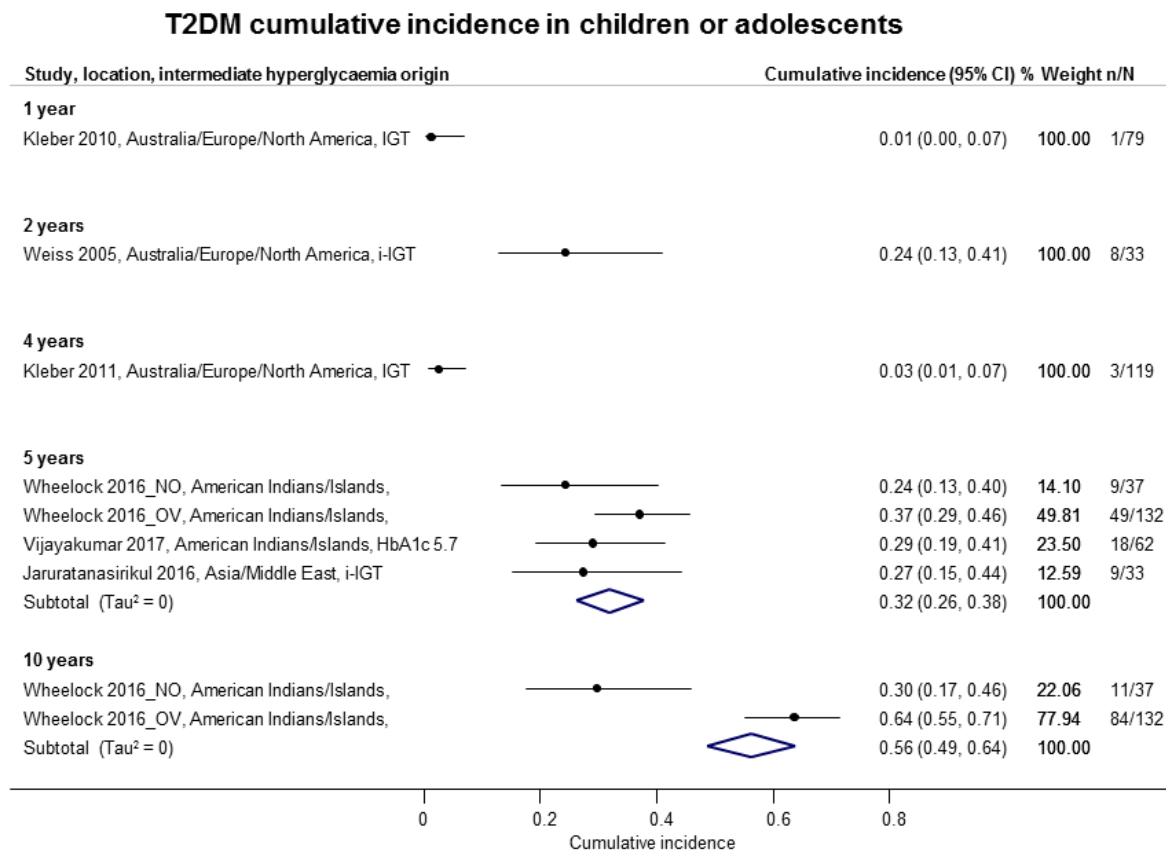 T2DM cumulative incidence in children or adolescents
Study, location, intermediate hyperglycaemia origin Cumulative incidence (95% CI) % Weight n/N
1 year
Kleber 2010, Australia/Europe/North America, IGT 0.01 (0.00, 0.07) 100.00 1/79
2 years
Weiss 2005, Australia/Europe/North America, i-IGT 0.24 (0.13, 0.41) 100.00 8/33
4 years
Kleber 2011, Australia/Europe/North America, IGT 0.03 (0.01, 0.07) 100.00 3/119
5 years
Wheelock 2016_NO, American Indians/Islands, 0.24 (0.13, 0.40) 14.10 9/37
Wheelock 2016_OV, American Indians/Islands, 0.37 (0.29, 0.46) 49.81 49/132
Vijayakumar 2017, American Indians/Islands, HbA1c 5.7 0.29 (0.19, 0.41) 23.50 18/62
Jaruratanasirikul 2016, Asia/Middle East, i-IGT 0.27 (0.15, 0.44) 12.59 9/33
Subtotal (Tau² = 0) 0.32 (0.26, 0.38) 100.00
10 years
Wheelock 2016_NO, American Indians/Islands, 0.30 (0.17, 0.46) 22.06 11/37
Wheelock 2016_OV, American Indians/Islands, 0.64 (0.55, 0.71) 77.94 84/132
Subtotal (Tau² = 0) 0.56 (0.49, 0.64) 100.00
0 0.2 0.4 0.6 0.8
Cumulative incidence